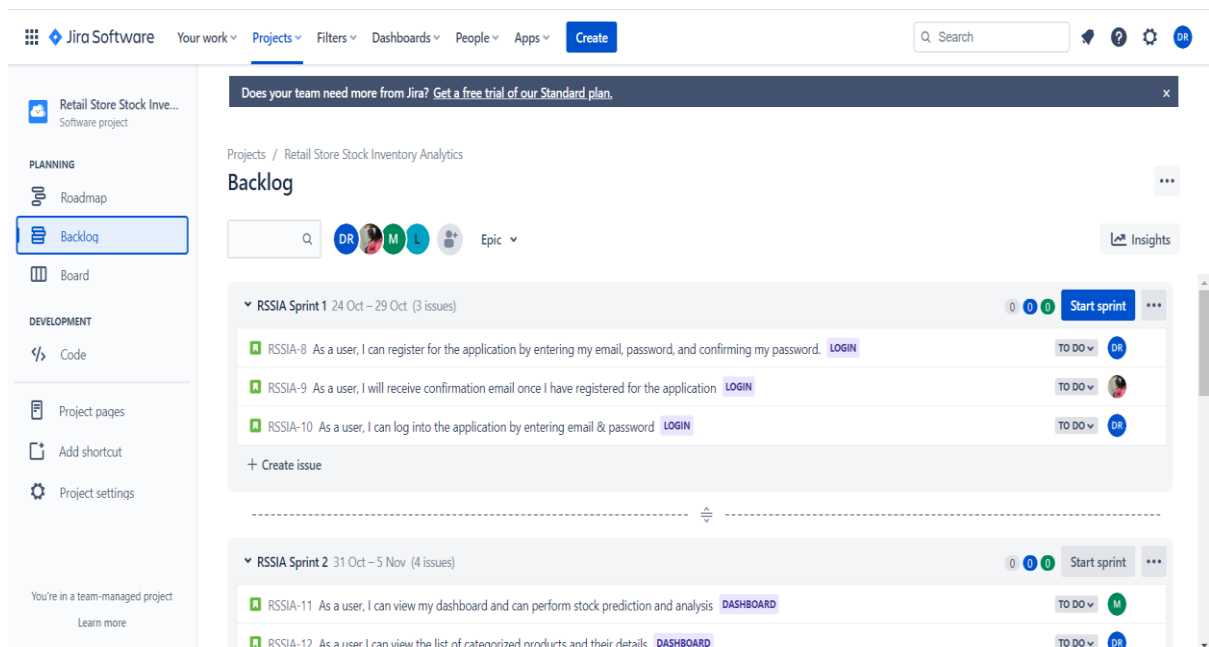 Jira Software Your work Projects Filters Dashboards People Apps Create Search DR
Does your team need more from Jira? Get a free trial of our Standard plan. x
Retail Store Stock Inve...
Software project
PLANNING
Roadmap
Backlog
Board
DEVELOPMENT
Code
Project pages
Add shortcut
Project settings
You're in a team-managed project
Learn more
Projects / Retail Store Stock Inventory Analytics
Backlog
DR M L Epic Insights
RSSIA Sprint 1 24 Oct – 29 Oct (3 issues) 0 0 0 Start sprint
RSSIA-8 As a user, I can register for the application by entering my email, password, and confirming my password. LOGIN TO DO DR
RSSIA-9 As a user, I will receive confirmation email once I have registered for the application LOGIN TO DO
RSSIA-10 As a user, I can log into the application by entering email & password LOGIN TO DO DR
+ Create issue
RSSIA Sprint 2 31 Oct – 5 Nov (4 issues) 0 0 0 Start sprint
RSSIA-11 As a user, I can view my dashboard and can perform stock prediction and analysis DASHBOARD TO DO M
RSSIA-12 As a user I can view the list of categorized products and their details DASHBOARD TO DO DR